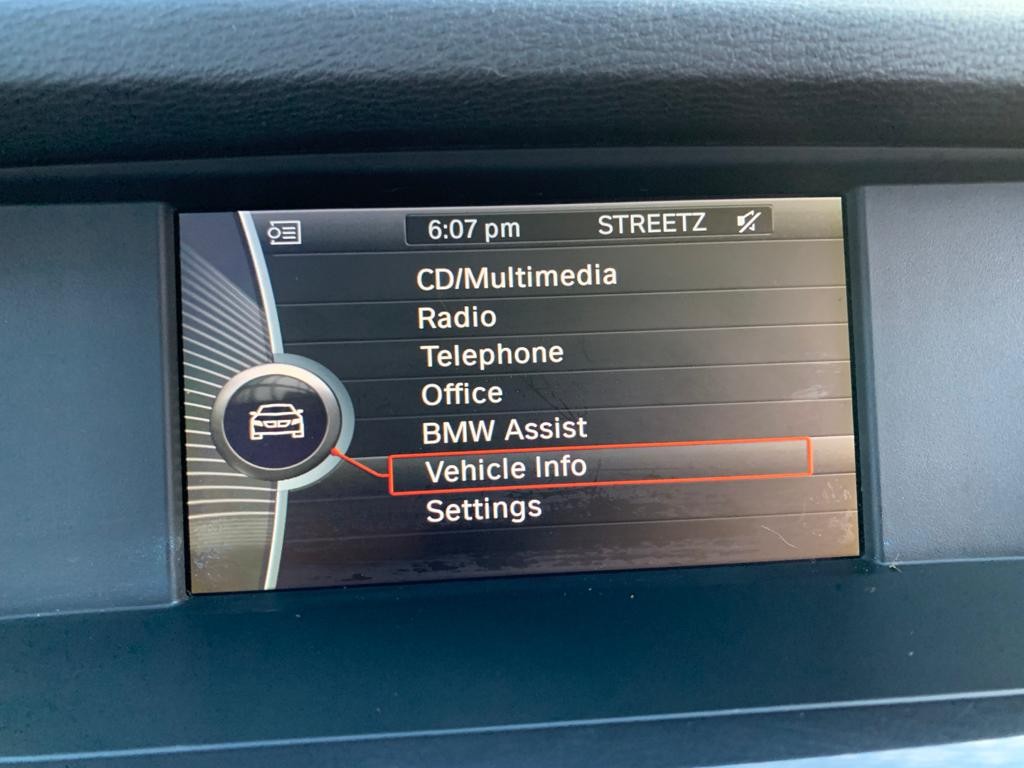 6:07 pm STREETZ
CD/Multimedia
Radio
Telephone
Office
BMW Assist
Vehicle Info
Settings